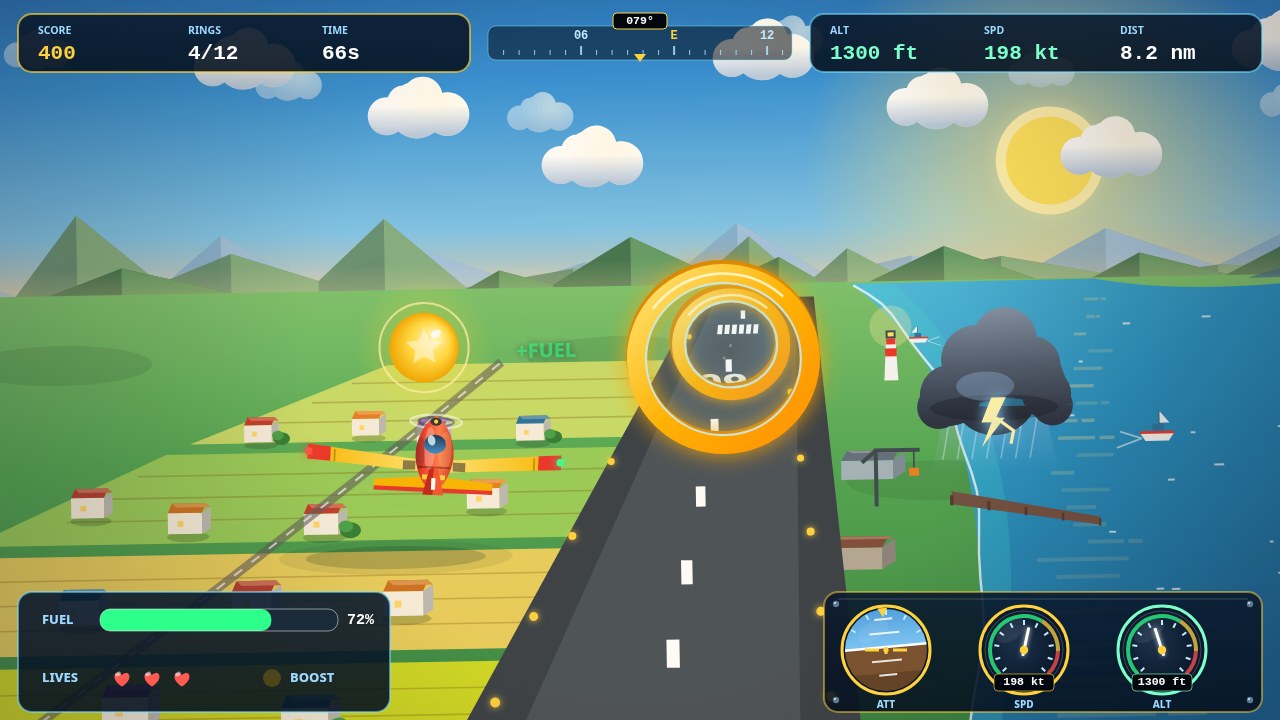 SCORE
400
RINGS
4/12
TIME
66s
079°
06 E 12
ALT
1300 ft
SPD
198 kt
DIST
8.2 nm
+FUEL
FUEL
72%
LIVES
BOOST
198 kt
1300 ft
ATT
SPD
ALT